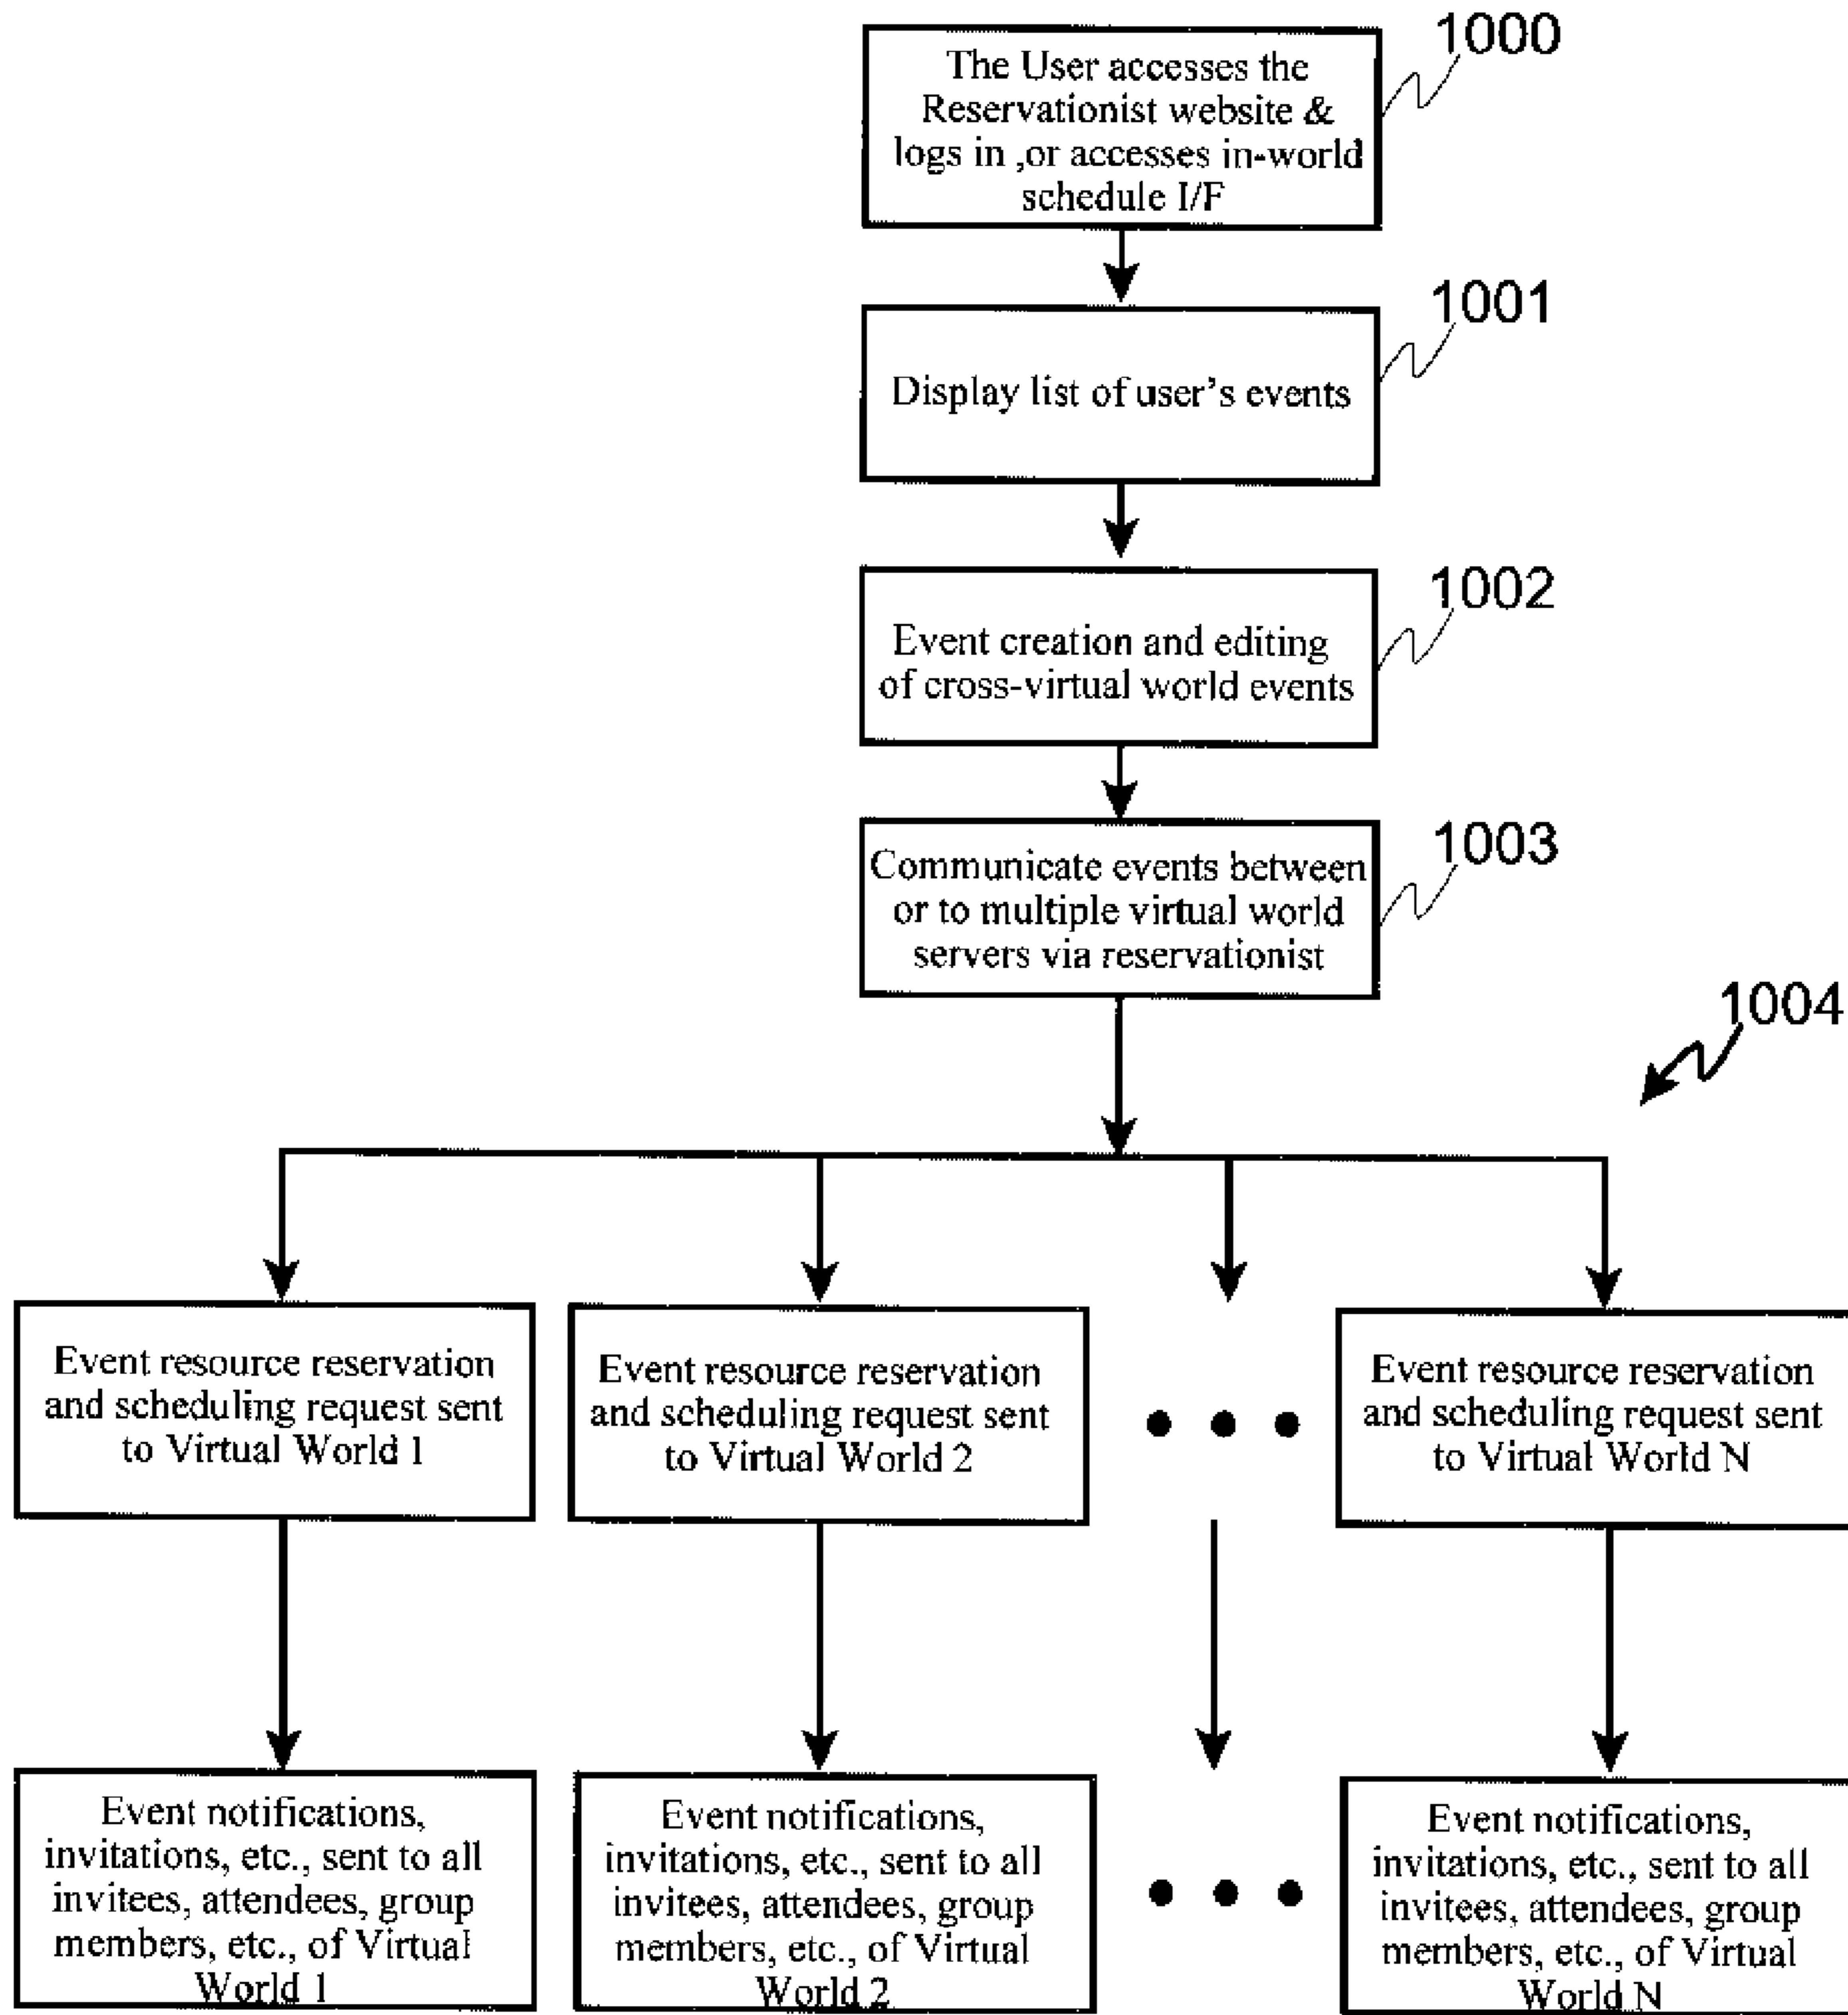 1000
The User accesses the
Reservationist website &
logs in ,or accesses in-world
schedule I/F
1001
Display list of user's events
1002
Event creation and editing
of cross-virtual world events
1003
Communicate events between
or to multiple virtual world
servers via reservationist
1004
Event resource reservation
and scheduling request sent
to Virtual World 1
Event resource reservation
and scheduling request sent
to Virtual World 2
Event resource reservation
and scheduling request sent
to Virtual World N
Event notifications,
invitations, etc., sent to all
invitees, attendees, group
members, etc., of Virtual
World 1
Event notifications,
invitations, etc., sent to all
invitees, attendees, group
members, etc., of Virtual
World 2
Event notifications,
invitations, etc., sent to all
invitees, attendees, group
members, etc., of Virtual
World N